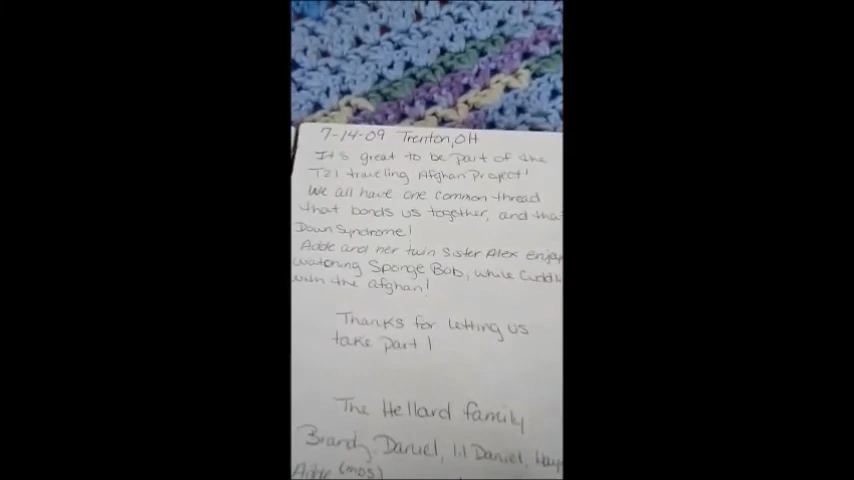 7-14-09 Trenton, OH
It's great to be part of the
T21 traveling Afghan Project!
We all have one common thread
that bonds us together, and tha
Down Syndrome!
Addie and her twin Sister Alex enjoy
watching Sponge Bob, while Cuddli
with the afghan!
Thanks for letting us
take part!
The Hellard family
Brandy, Daniel, lil Daniel, Hay
Addie (mos)